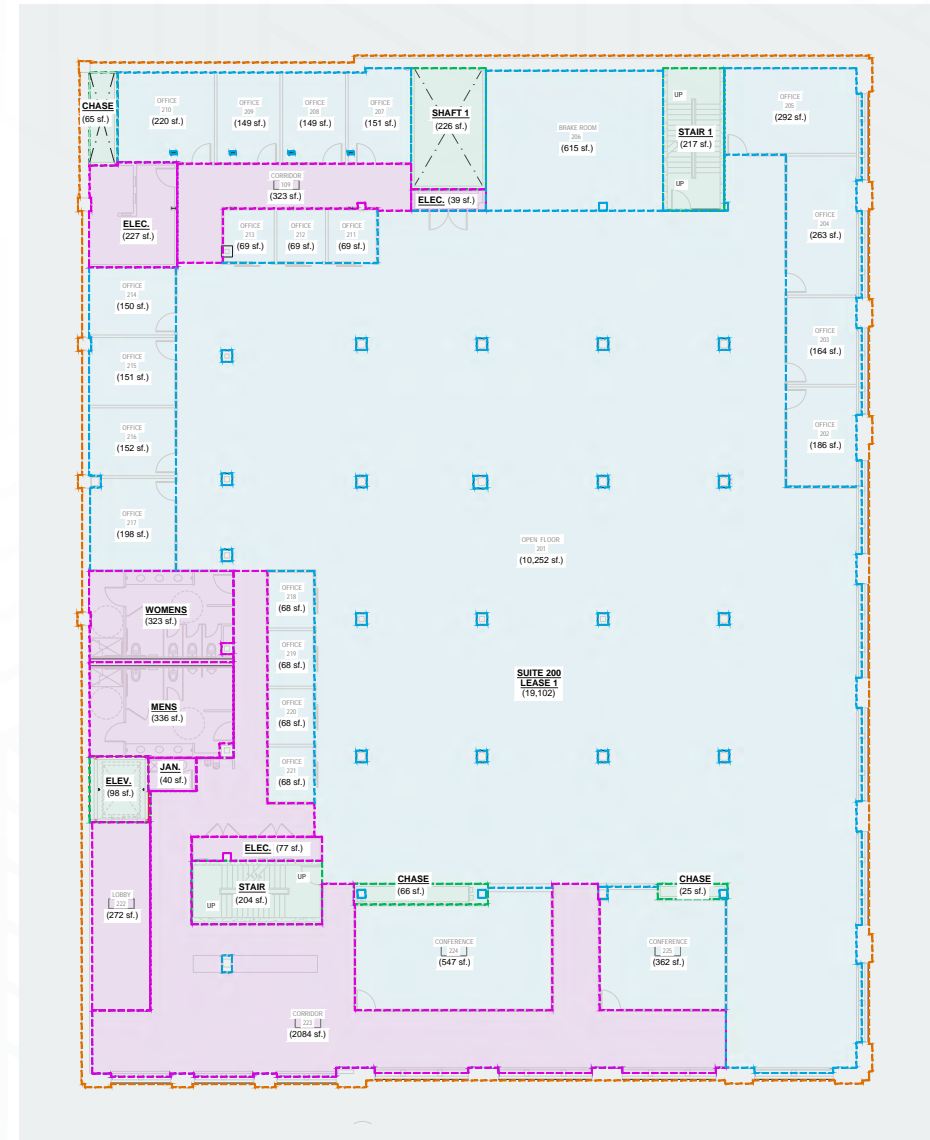 CHASE
(65 sf.)
OFFICE
210
(220 sf.)
OFFICE
209
(149 sf.)
OFFICE
208
(149 sf.)
OFFICE
207
(151 sf.)
SHAFT 1
(226 sf.)
BRAKE ROOM
206
(615 sf.)
UP
STAIR 1
(217 sf.)
UP
OFFICE
205
(292 sf.)
CORRIDOR
109
(323 sf.)
ELEC. (39 sf.)
ELEC.
(227 sf.)
OFFICE
213
(69 sf.)
OFFICE
212
(69 sf.)
OFFICE
211
(69 sf.)
OFFICE
204
(263 sf.)
OFFICE
214
(150 sf.)
OFFICE
203
(164 sf.)
OFFICE
215
(151 sf.)
OFFICE
216
(152 sf.)
OFFICE
202
(186 sf.)
OFFICE
217
(198 sf.)
OPEN FLOOR
201
(10,252 sf.)
WOMENS
(323 sf.)
OFFICE
218
(68 sf.)
OFFICE
219
(68 sf.)
SUITE 200
LEASE 1
(19,102)
MENS
(336 sf.)
OFFICE
220
(68 sf.)
OFFICE
221
(68 sf.)
ELEV.
(98 sf.)
JAN.
(40 sf.)
ELEC. (77 sf.)
STAIR
(204 sf.)
UP
UP
CHASE
(66 sf.)
CHASE
(25 sf.)
LOBBY
222
(272 sf.)
CONFERENCE
224
(547 sf.)
CONFERENCE
225
(362 sf.)
CORRIDOR
223
(2084 sf.)